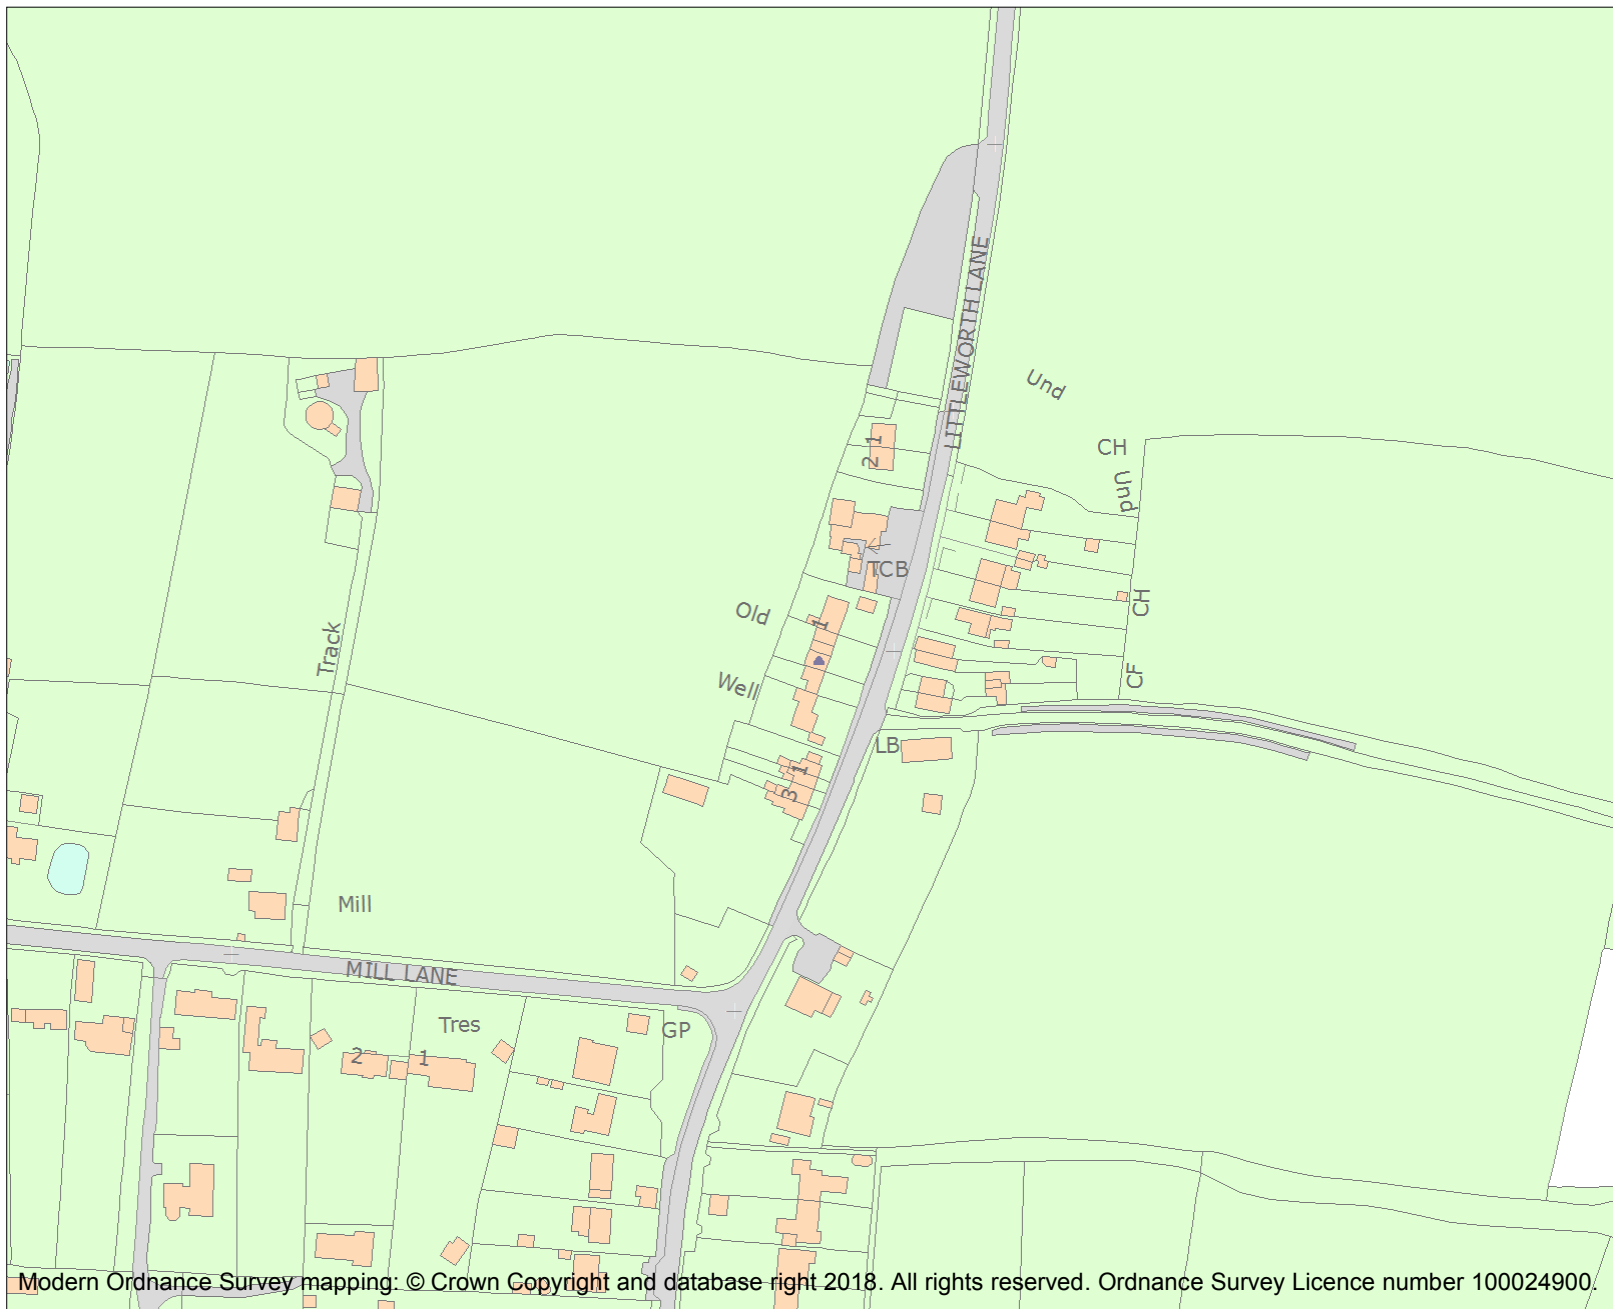 LITTLEWORTH LANE
Und
CH
Und
1
2
TCB
CH
Old
1
Track
CF
Well
LB
1
3
Mill
MILL LANE
Tres
GP
2
1
Modern Ordnance Survey mapping: © Crown Copyright and database right 2018. All rights reserved. Ordnance Survey Licence number 100024900.